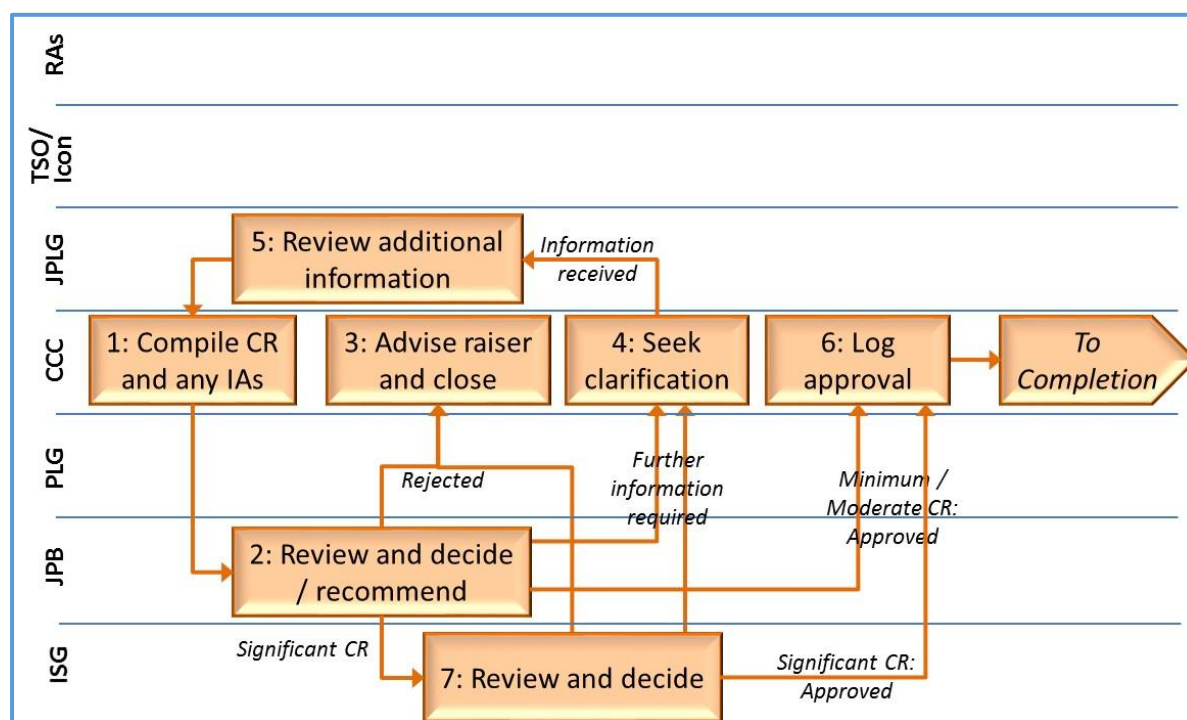 RAs
TSO/
Icon
JPLG
5: Review additional
information
Information
received
CCC
1: Compile CR
and any IAs
3: Advise raiser
and close
4: Seek
clarification
6: Log
approval
To
Completion
PLG
Rejected
Further
information
required
Minimum /
Moderate CR:
Approved
JPB
2: Review and decide
/ recommend
ISG
Significant CR
7: Review and decide
Significant CR:
Approved